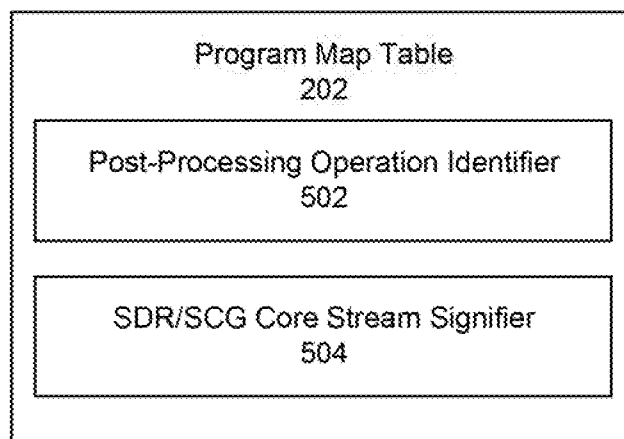 Program Map Table
202
Post-Processing Operation Identifier
502
SDR/SCG Core Stream Signifier
504